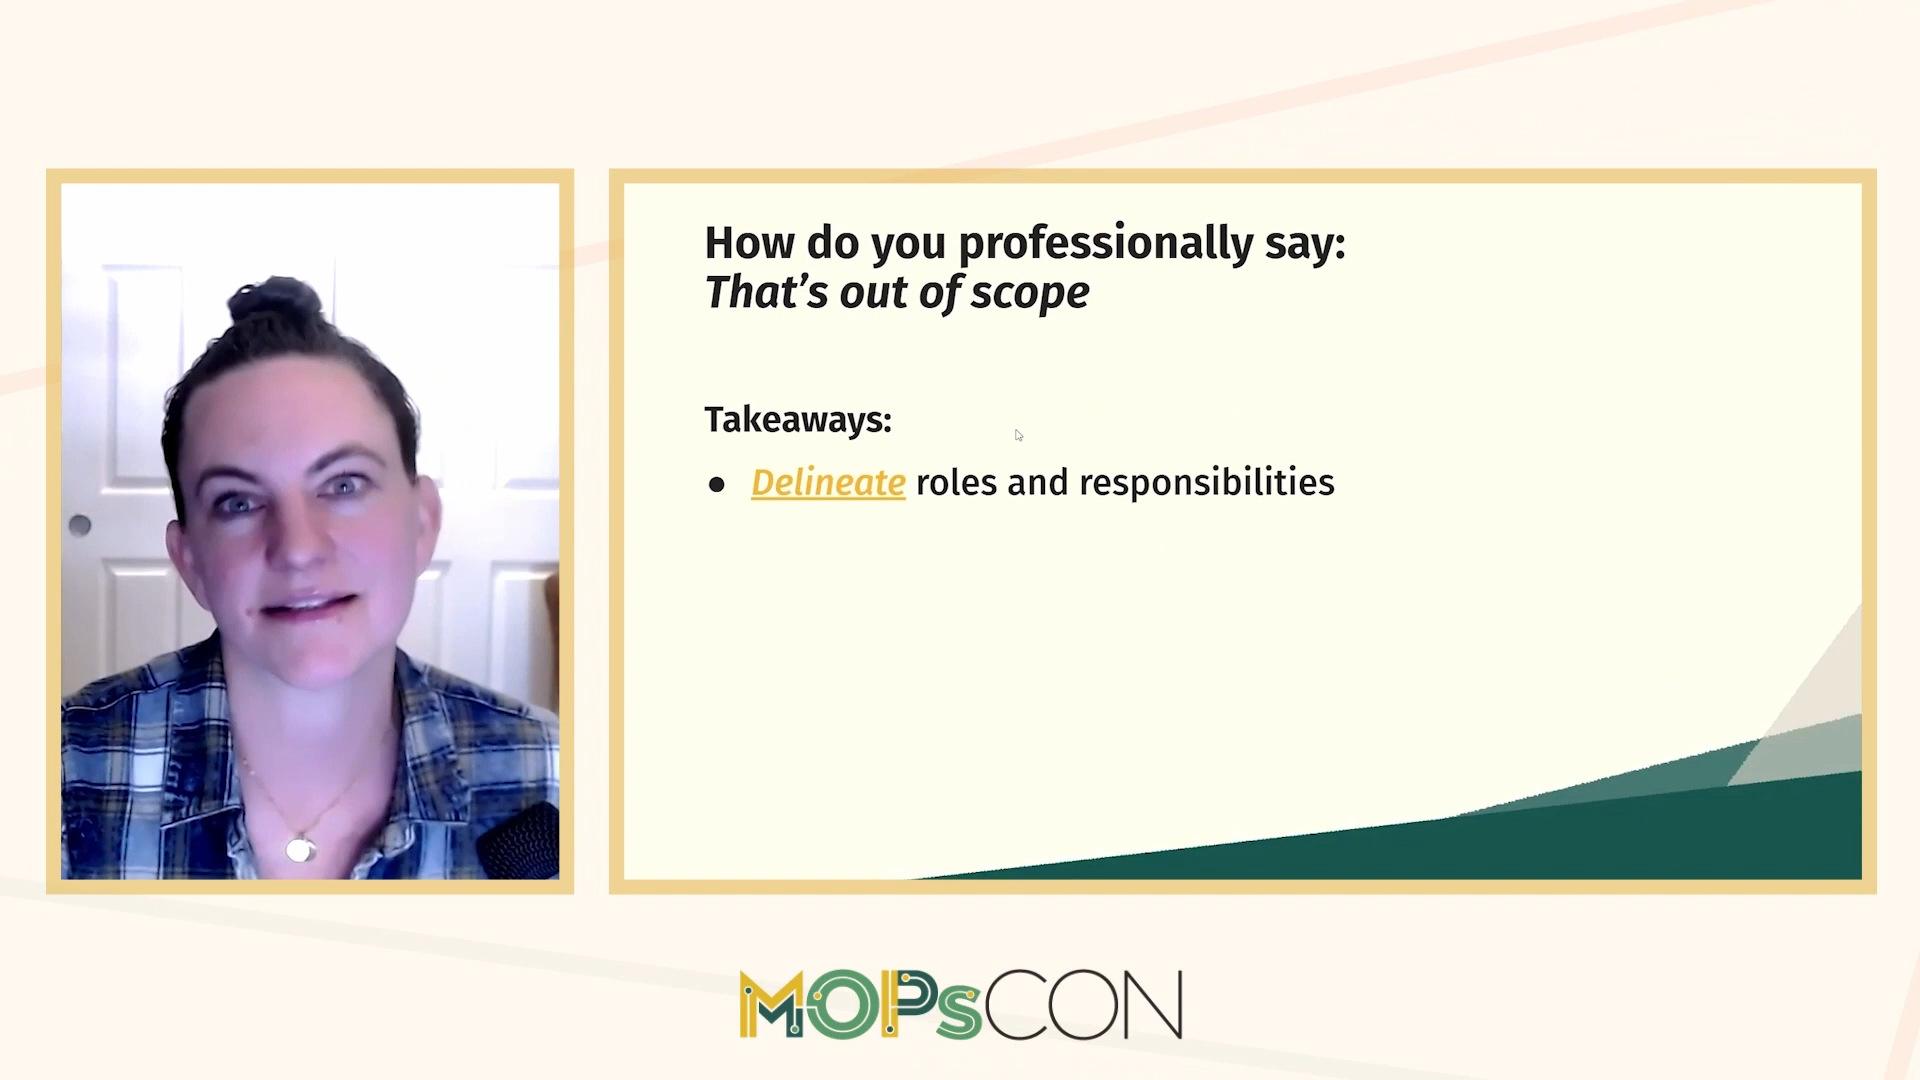 How do you professionally say:
That's out of scope
Takeaways:
● Delineate roles and responsibilities
MOPsCON